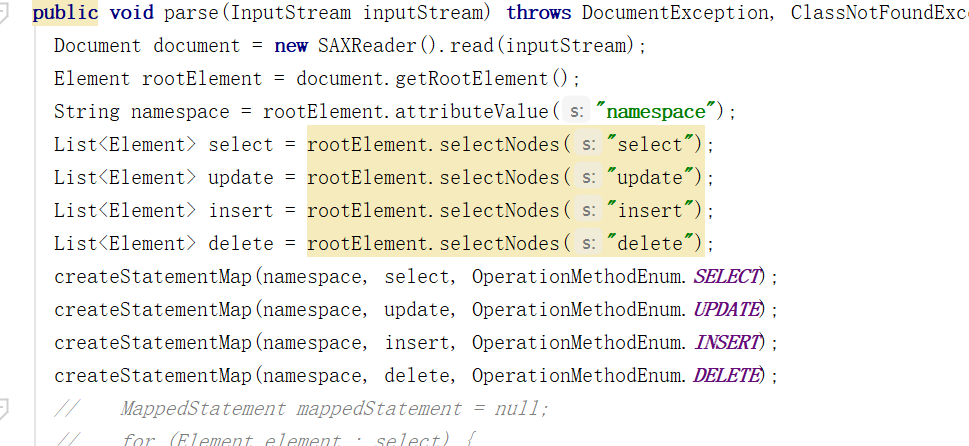 public void parse(InputStream inputStream) throws DocumentException,
Document document = new SAXReader().read(inputStream);
Element rootElement = document.getRootElement();
String namespace = rootElement.attributeValue( s: "namespace");
List<Element> select = rootElement.selectNodes( s: "select");
List<Element> update = rootElement.selectNodes( s: "update");
List<Element> insert = rootElement.selectNodes( s: "insert");
List<Element> delete = rootElement.selectNodes( s: "delete");
createStatementMap(namespace, select, OperationMethodEnum.SELECT);
createStatementMap(namespace, update, OperationMethodEnum.UPDATE);
createStatementMap(namespace, insert, OperationMethodEnum.INSERT);
createStatementMap(namespace, delete, OperationMethodEnum.DELETE);
// MappedStatement mappedStatement = null;
// for (Element element : select) {